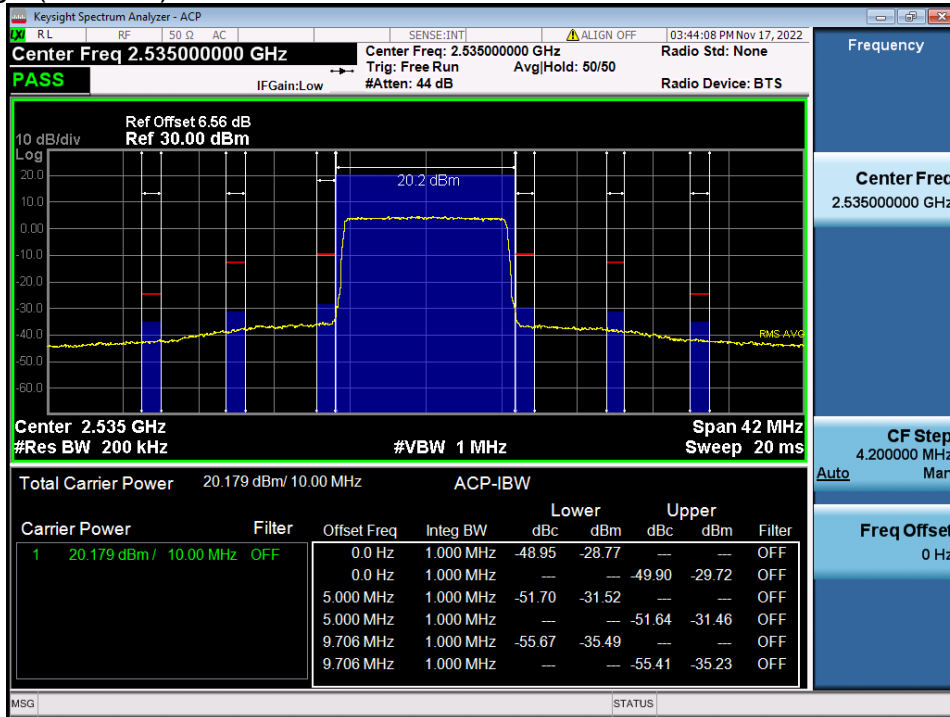 Keysight Spectrum Analyzer - ACP
LXI RL RF 50 Ω AC SENSE:INT ALIGN OFF 03:44:08 PM Nov 17, 2022
Center Freq 2.535000000 GHz Center Freq: 2.535000000 GHz Radio Std: None
Trig: Free Run Avg|Hold: 50/50
PASS IFGain:Low #Atten: 44 dB Radio Device: BTS
Ref Offset 6.56 dB
10 dB/div Ref 30.00 dBm
Log
20.0
10.0
0.00
-10.0
-20.0
-30.0
-40.0
-50.0
-60.0
20.2 dBm
RMS AVG
Center 2.535 GHz Span 42 MHz
#Res BW 200 kHz #VBW 1 MHz Sweep 20 ms
Total Carrier Power 20.179 dBm/ 10.00 MHz ACP-IBW
Lower Upper
Carrier Power Filter Offset Freq Integ BW dBc dBm dBc dBm Filter
1 20.179 dBm / 10.00 MHz OFF 0.0 Hz 1.000 MHz -48.95 -28.77 --- --- OFF
0.0 Hz 1.000 MHz --- --- -49.90 -29.72 OFF
5.000 MHz 1.000 MHz -51.70 -31.52 --- --- OFF
5.000 MHz 1.000 MHz --- --- -51.64 -31.46 OFF
9.706 MHz 1.000 MHz -55.67 -35.49 --- --- OFF
9.706 MHz 1.000 MHz --- --- -55.41 -35.23 OFF
MSG STATUS
Frequency
Center Freq
2.535000000 GHz
CF Step
4.200000 MHz
Auto Man
Freq Offset
0 Hz